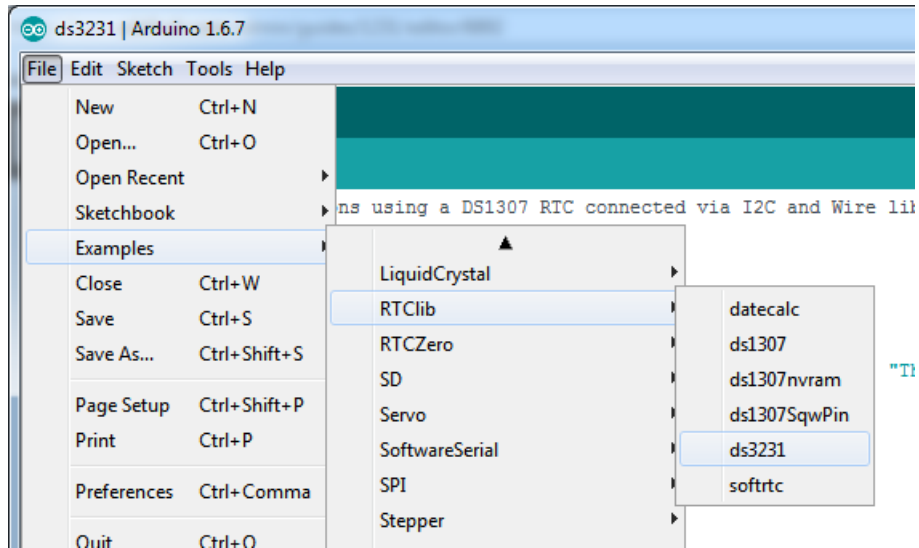 ds3231 | Arduino 1.6.7
File Edit Sketch Tools Help
New Ctrl+N
Open... Ctrl+O
Open Recent
Sketchbook
Examples
Close Ctrl+W
Save Ctrl+S
Save As... Ctrl+Shift+S
Page Setup Ctrl+Shift+P
Print Ctrl+P
Preferences Ctrl+Comma
Quit Ctrl+Q
ns using a DS1307 RTC connected via I2C and Wire lib
LiquidCrystal
RTClib
RTCZero
SD
Servo
SoftwareSerial
SPI
Stepper
datecalc
ds1307
ds1307nvram
ds1307SqwPin
ds3231
softrtc
"Th